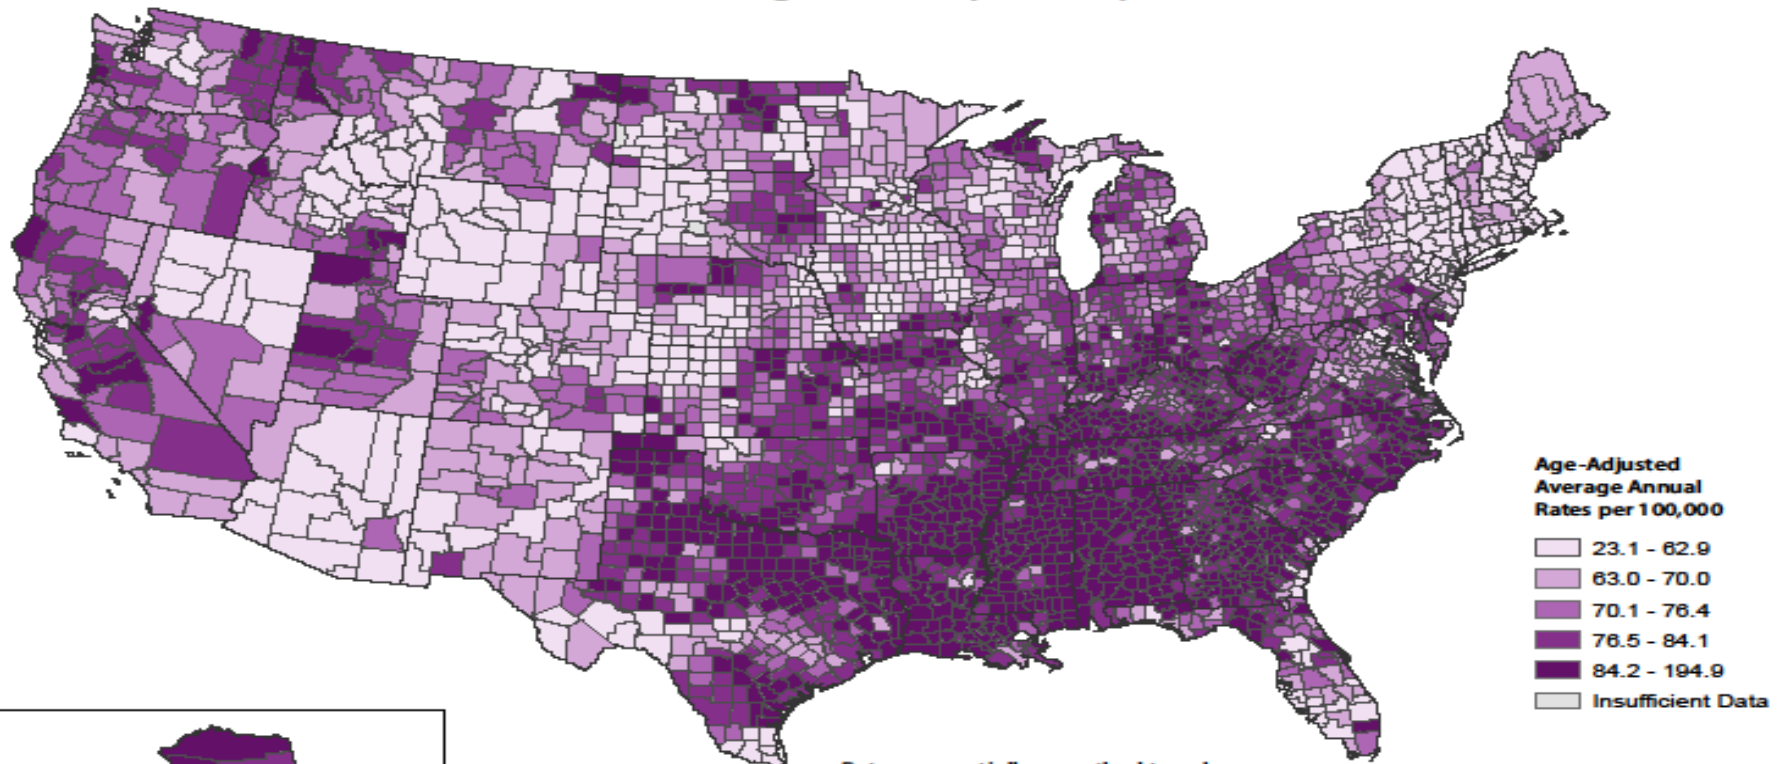 Age-Adjusted
Average Annual
Rates per 100,000
23.1 - 62.9
63.0 - 70.0
70.1 - 76.4
76.5 - 84.1
84.2 - 194.9
Insufficient Data